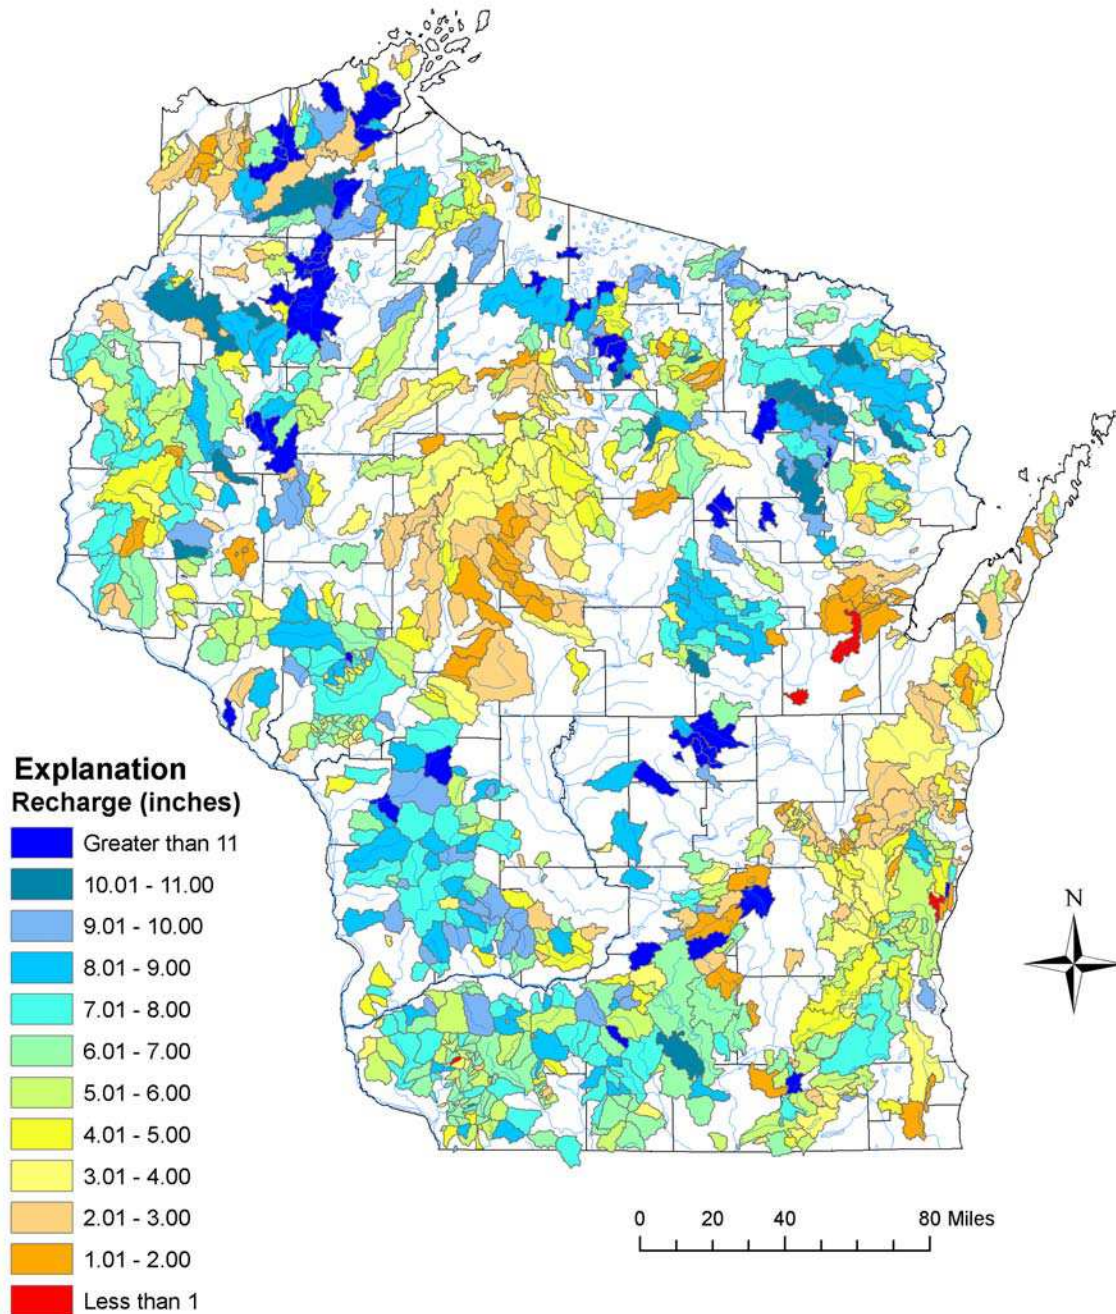 Explanation
Recharge (inches)
Greater than 11
10.01 - 11.00
9.01 - 10.00
8.01 - 9.00
7.01 - 8.00
6.01 - 7.00
5.01 - 6.00
4.01 - 5.00
3.01 - 4.00
2.01 - 3.00
1.01 - 2.00
Less than 1
N
0 20 40 80 Miles